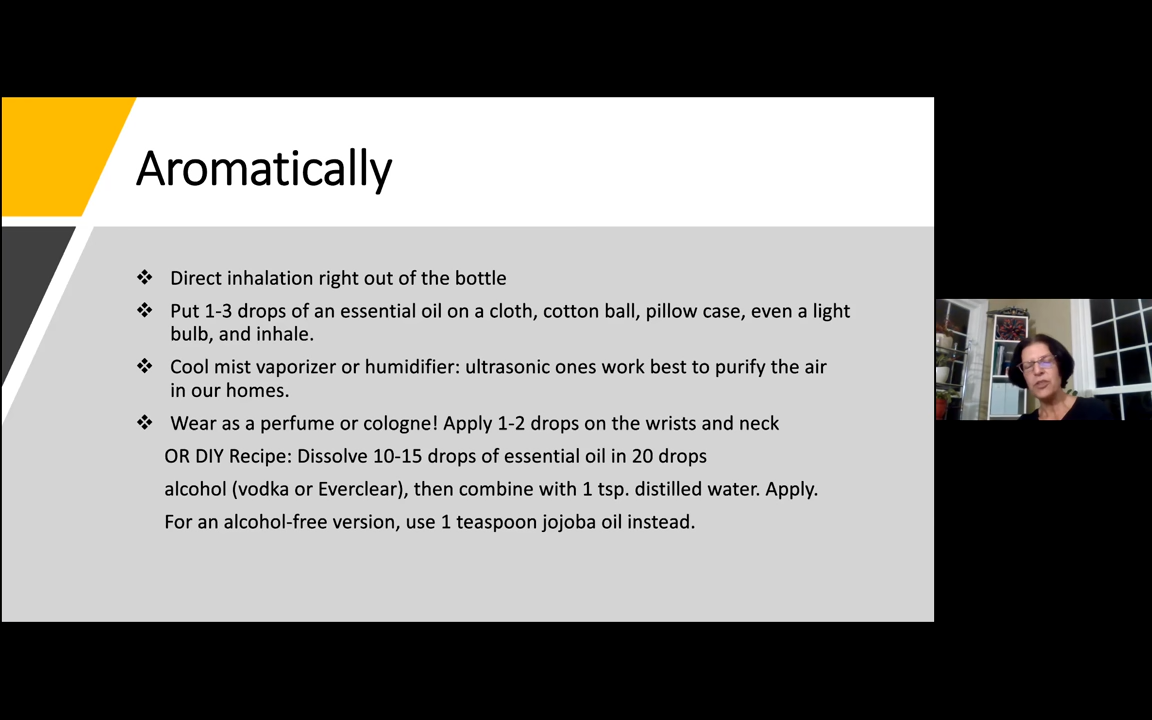 Aromatically
❖ Direct inhalation right out of the bottle
❖ Put 1-3 drops of an essential oil on a cloth, cotton ball, pillow case, even a light
bulb, and inhale.
❖ Cool mist vaporizer or humidifier: ultrasonic ones work best to purify the air
in our homes.
❖ Wear as a perfume or cologne! Apply 1-2 drops on the wrists and neck
OR DIY Recipe: Dissolve 10-15 drops of essential oil in 20 drops
alcohol (vodka or Everclear), then combine with 1 tsp. distilled water. Apply.
For an alcohol-free version, use 1 teaspoon jojoba oil instead.